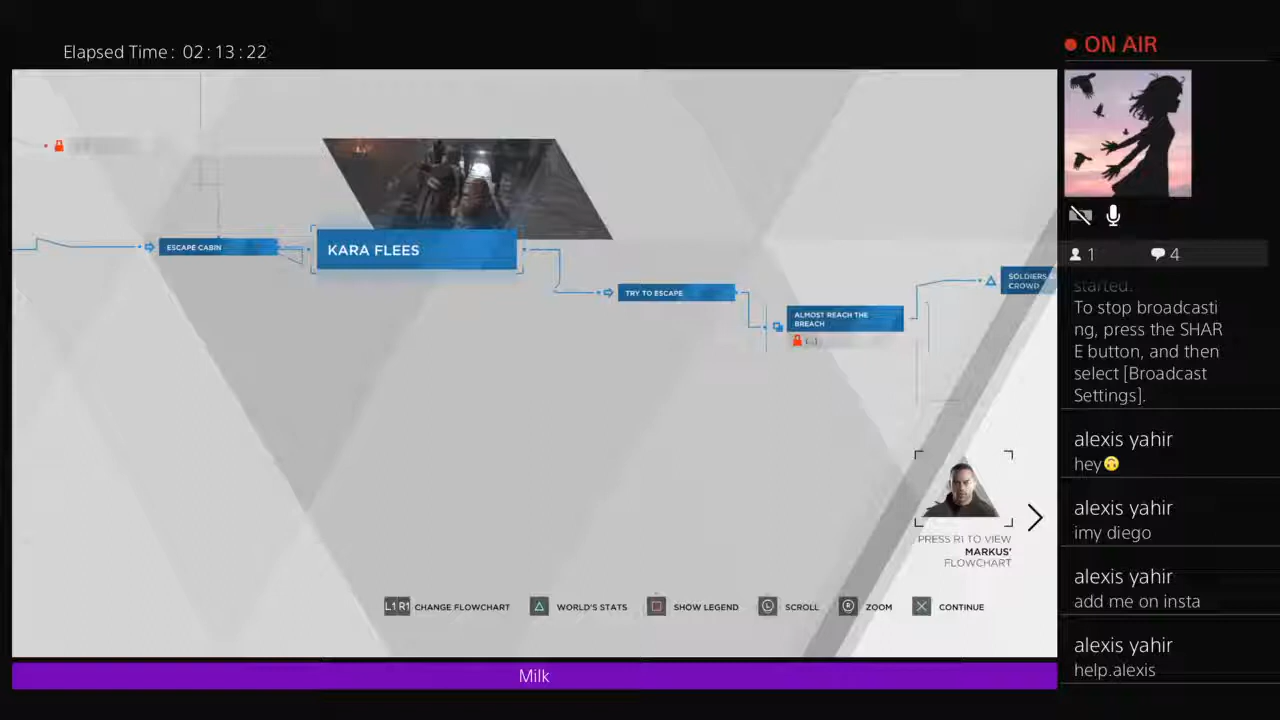 Elapsed Time: 02:13:22
ON AIR
1
4
started.
To stop broadcasti
ng, press the SHAR
E button, and then
select [Broadcast
Settings].
alexis yahir
hey🙃
alexis yahir
imy diego
alexis yahir
add me on insta
alexis yahir
help.alexis
ESCAPE CABIN
KARA FLEES
TRY TO ESCAPE
ALMOST REACH THE
BREACH
SOLDIERS
CROWD
PRESS R1 TO VIEW
MARKUS'
FLOWCHART
L1 R1 CHANGE FLOWCHART
WORLD'S STATS
SHOW LEGEND
L SCROLL
R ZOOM
CONTINUE
Milk